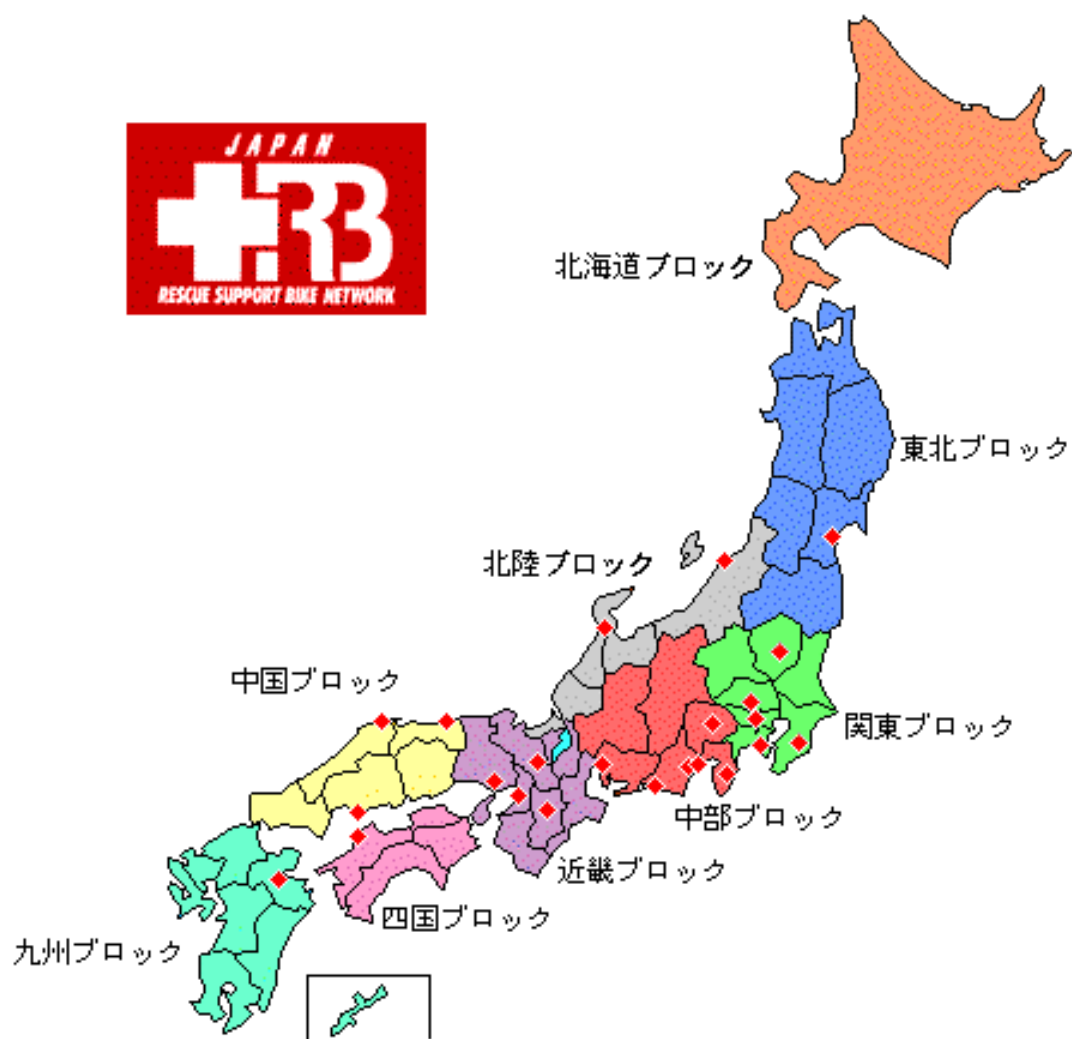 JAPAN
RB
RESCUE SUPPORT BIKE NETWORK
北海道ブロック
東北ブロック
北陸ブロック
中国ブロック
関東ブロック
中部ブロック
近畿ブロック
四国ブロック
九州ブロック